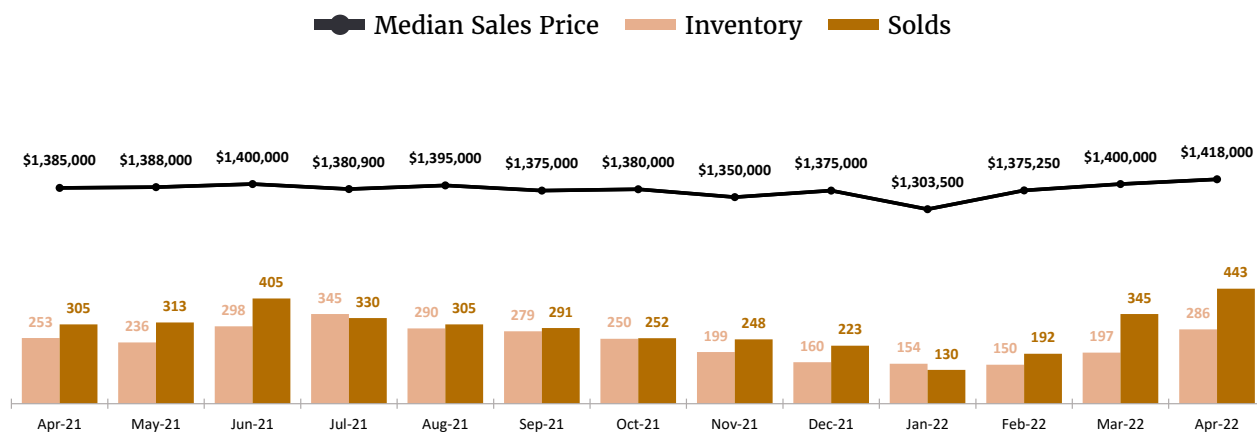 Median Sales Price Inventory Solds
$1,385,000 $1,388,000 $1,400,000 $1,380,900 $1,395,000 $1,375,000 $1,380,000 $1,350,000 $1,375,000 $1,303,500 $1,375,250 $1,400,000 $1,418,000
253 305 236 313 298 405 345 330 290 305 279 291 250 252 199 248 160 223 154 130 150 192 197 345 286 443
Apr-21 May-21 Jun-21 Jul-21 Aug-21 Sep-21 Oct-21 Nov-21 Dec-21 Jan-22 Feb-22 Mar-22 Apr-22